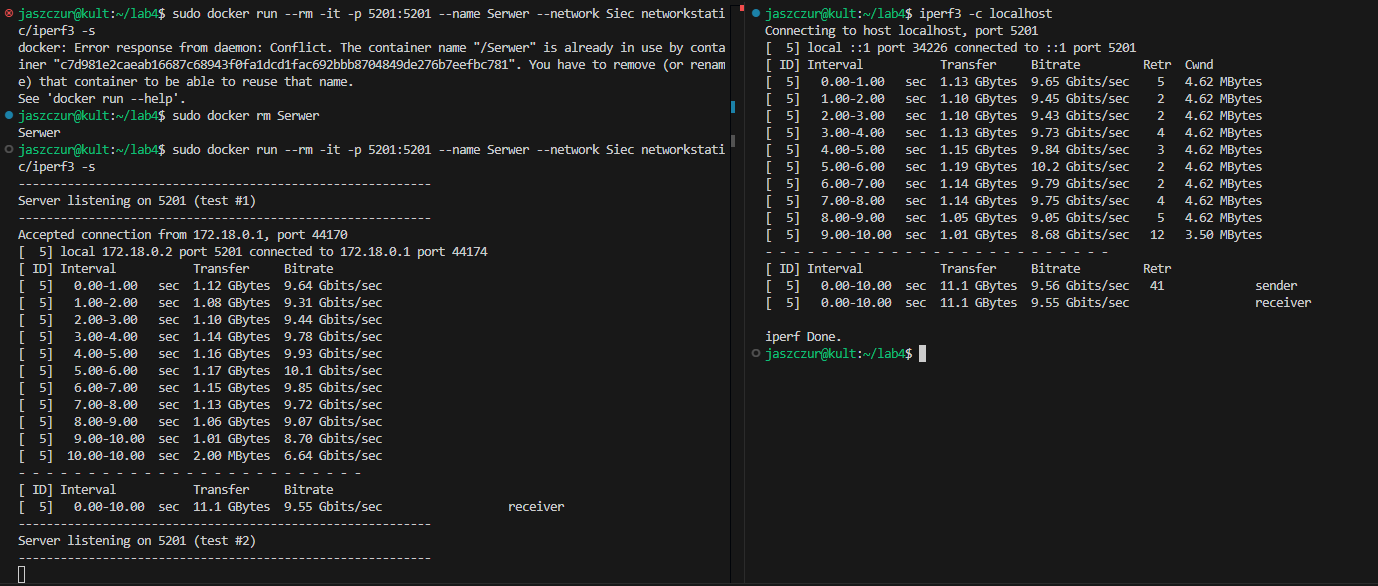 jaszczur@kult:~/lab4$ sudo docker run --rm -it -p 5201:5201 --name Serwer --network Siec networkstati
c/iperf3 -s
docker: Error response from daemon: Conflict. The container name "/Serwer" is already in use by conta
iner "c7d981e2caeab16687c68943f0fa1dcd1fac692bbb8704849de276b7eefbc781". You have to remove (or renam
e) that container to be able to reuse that name.
See 'docker run --help'.
jaszczur@kult:~/lab4$ sudo docker rm Serwer
Serwer
jaszczur@kult:~/lab4$ sudo docker run --rm -it -p 5201:5201 --name Serwer --network Siec networkstati
c/iperf3 -s
-----------------------------------------------------------
Server listening on 5201 (test #1)
-----------------------------------------------------------
Accepted connection from 172.18.0.1, port 44170
[  5] local 172.18.0.2 port 5201 connected to 172.18.0.1 port 44174
[ ID] Interval           Transfer     Bitrate
[  5]   0.00-1.00   sec  1.12 GBytes  9.64 Gbits/sec
[  5]   1.00-2.00   sec  1.08 GBytes  9.31 Gbits/sec
[  5]   2.00-3.00   sec  1.10 GBytes  9.44 Gbits/sec
[  5]   3.00-4.00   sec  1.14 GBytes  9.78 Gbits/sec
[  5]   4.00-5.00   sec  1.16 GBytes  9.93 Gbits/sec
[  5]   5.00-6.00   sec  1.17 GBytes  10.1 Gbits/sec
[  5]   6.00-7.00   sec  1.15 GBytes  9.85 Gbits/sec
[  5]   7.00-8.00   sec  1.13 GBytes  9.72 Gbits/sec
[  5]   8.00-9.00   sec  1.06 GBytes  9.07 Gbits/sec
[  5]   9.00-10.00  sec  1.01 GBytes  8.70 Gbits/sec
[  5]  10.00-10.00  sec  2.00 MBytes  6.64 Gbits/sec
- - - - - - - - - - - - - - - - - - - - - - - - -
[ ID] Interval           Transfer     Bitrate
[  5]   0.00-10.00  sec  11.1 GBytes  9.55 Gbits/sec                  receiver
-----------------------------------------------------------
Server listening on 5201 (test #2)
-----------------------------------------------------------
jaszczur@kult:~/lab4$ iperf3 -c localhost
Connecting to host localhost, port 5201
[  5] local ::1 port 34226 connected to ::1 port 5201
[ ID] Interval           Transfer     Bitrate         Retr  Cwnd
[  5]   0.00-1.00   sec  1.13 GBytes  9.65 Gbits/sec    5   4.62 MBytes
[  5]   1.00-2.00   sec  1.10 GBytes  9.45 Gbits/sec    2   4.62 MBytes
[  5]   2.00-3.00   sec  1.10 GBytes  9.43 Gbits/sec    2   4.62 MBytes
[  5]   3.00-4.00   sec  1.13 GBytes  9.73 Gbits/sec    4   4.62 MBytes
[  5]   4.00-5.00   sec  1.15 GBytes  9.84 Gbits/sec    3   4.62 MBytes
[  5]   5.00-6.00   sec  1.19 GBytes  10.2 Gbits/sec    2   4.62 MBytes
[  5]   6.00-7.00   sec  1.14 GBytes  9.79 Gbits/sec    2   4.62 MBytes
[  5]   7.00-8.00   sec  1.14 GBytes  9.75 Gbits/sec    4   4.62 MBytes
[  5]   8.00-9.00   sec  1.05 GBytes  9.05 Gbits/sec    5   4.62 MBytes
[  5]   9.00-10.00  sec  1.01 GBytes  8.68 Gbits/sec   12   3.50 MBytes
- - - - - - - - - - - - - - - - - - - - - - - - -
[ ID] Interval           Transfer     Bitrate         Retr
[  5]   0.00-10.00  sec  11.1 GBytes  9.56 Gbits/sec   41             sender
[  5]   0.00-10.00  sec  11.1 GBytes  9.55 Gbits/sec                  receiver
iperf Done.
jaszczur@kult:~/lab4$